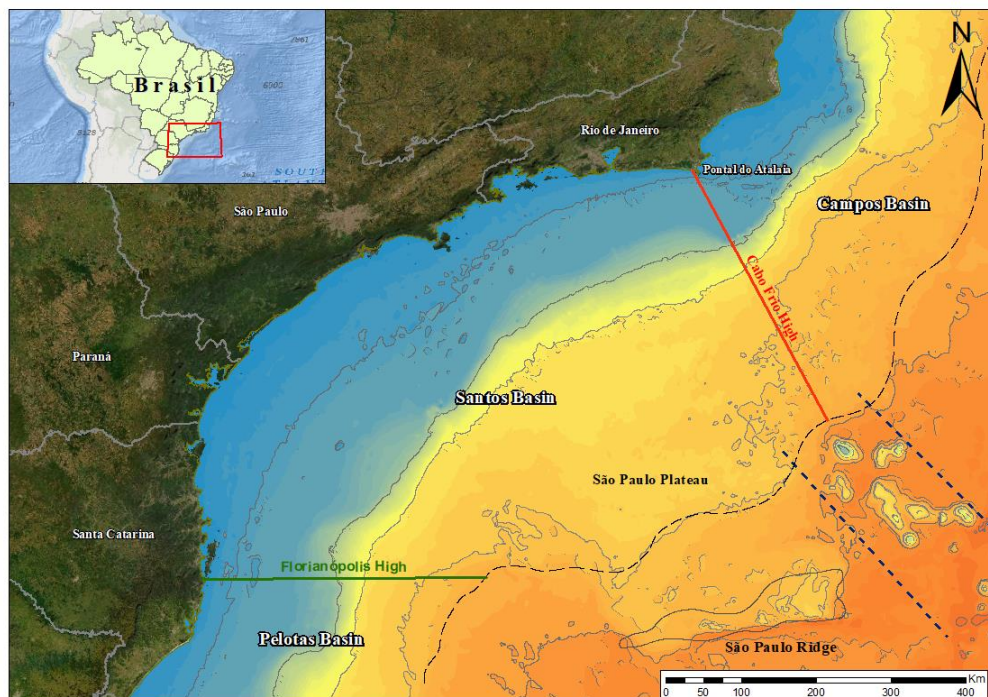 B r a s i l
SOUTH
N
Rio de Janeiro
Pontal do Atalaia
São Paulo
Campos Basin
Cabo Frio High
Paraná
Santos Basin
São Paulo Plateau
Santa Catarina
Florianópolis High
Pelotas Basin
São Paulo Ridge
Km
0 50 100 200 300 400